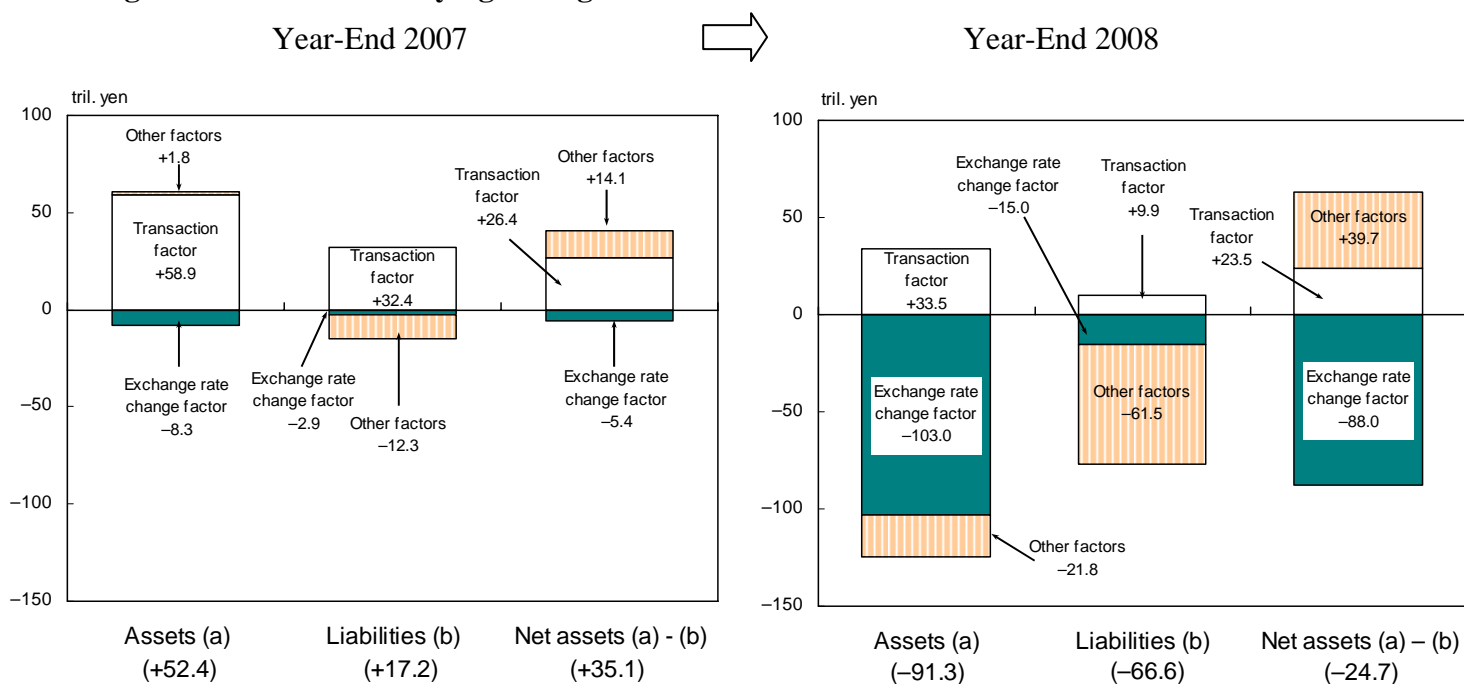 Year-End 2007
Year-End 2008
tril. yen
100
50
0
−50
−100
−150
Other factors
+1.8
Transaction
factor
+58.9
Exchange rate
change factor
−8.3
Transaction
factor
+32.4
Exchange rate
change factor
−2.9
Other factors
−12.3
Transaction
factor
+26.4
Other factors
+14.1
Exchange rate
change factor
−5.4
Assets (a)
(+52.4)
Liabilities (b)
(+17.2)
Net assets (a) - (b)
(+35.1)
tril. yen
100
50
0
−50
−100
−150
Transaction
factor
+33.5
Exchange rate
change factor
−103.0
Other factors
−21.8
Exchange rate
change factor
−15.0
Transaction
factor
+9.9
Other factors
−61.5
Transaction
factor
+23.5
Other factors
+39.7
Exchange rate
change factor
−88.0
Assets (a)
(−91.3)
Liabilities (b)
(−66.6)
Net assets (a) – (b)
(−24.7)